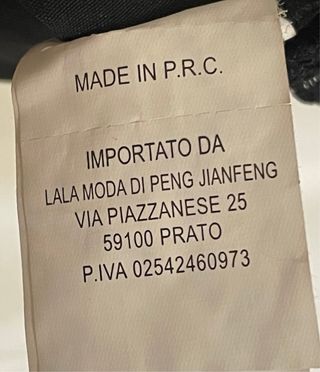 MADE IN P.R.C.
IMPORTATO DA
LALA MODA DI PENG JIANFENG
VIA PIAZZANESE 25
59100 PRATO
P.IVA 02542460973